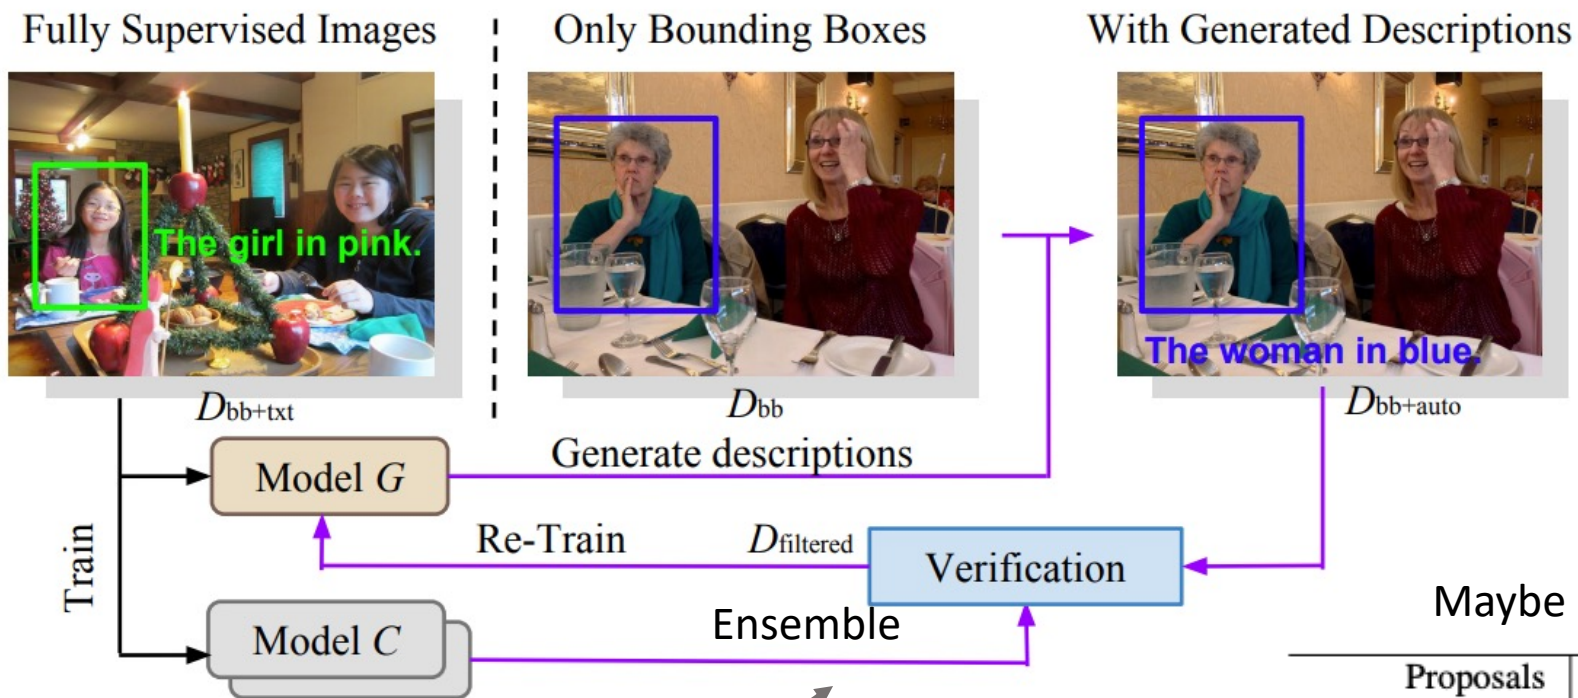 Fully Supervised Images
Only Bounding Boxes
With Generated Descriptions
The girl in pink.
The woman in blue.
Dbb+txt
Dbb
Dbb+auto
Generate descriptions
Model G
Re-Train
Dfiltered
Verification
Train
Maybe
Ensemble
Model C
Proposals